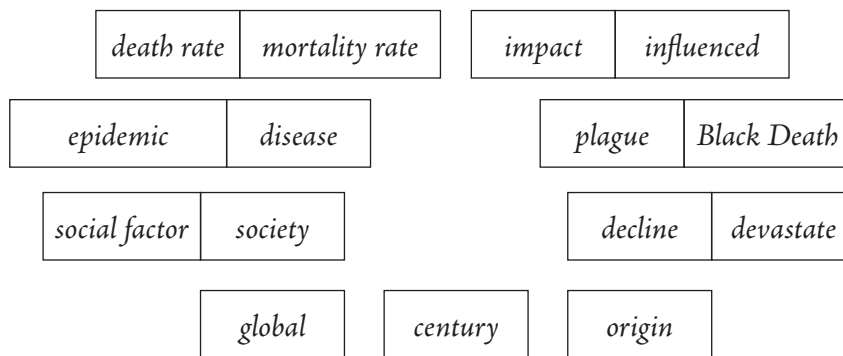 death rate mortality rate impact influenced
epidemic disease plague Black Death
social factor society decline devastate
global century origin